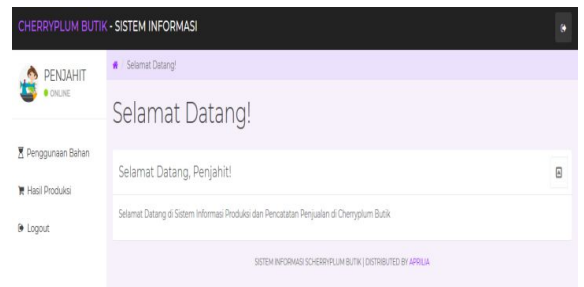 CHERRYPLUM BUTIK - SISTEM INFORMASI
PENJAHIT
ONLINE
/ Selamat Datang!
Selamat Datang!
Penggunaan Bahan
Hasil Produksi
Logout
Selamat Datang, Penjahit!
Selamat Datang di Sistem Informasi Produksi dan Pencatatan Penjualan di Cherryplum Butik
SISTEM INFORMASI SCHERRYPLUM BUTIK | DISTRIBUTED BY APRILIA